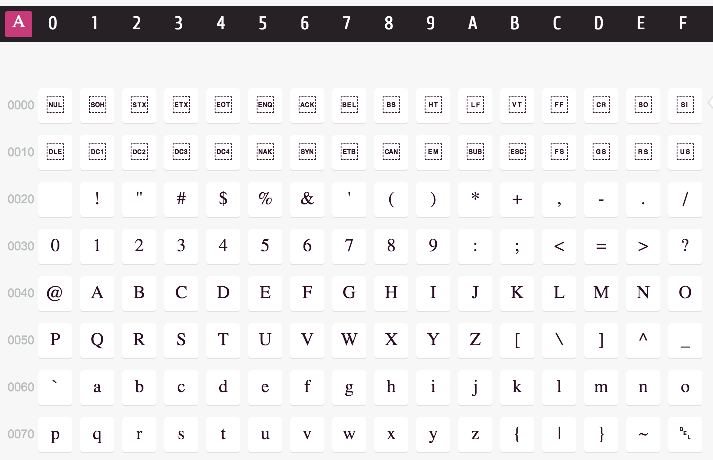 A 0 1 2 3 4 5 6 7 8 9 A B C D E F
0000 NUL SOH STX ETX EOT ENQ ACK BEL BS HT LF VT FF CR SO SI
0010 DLE DC1 DC2 DC3 DC4 NAK SYN ETB CAN EM SUB ESC FS GS RS US
0020 ! " # $ % & ' ( ) * + , - . /
0030 0 1 2 3 4 5 6 7 8 9 : ; < = > ?
0040 @ A B C D E F G H I J K L M N O
0050 P Q R S T U V W X Y Z [ \ ] ^ _
0060 ` a b c d e f g h i j k l m n o
0070 p q r s t u v w x y z { | } ~ DEL